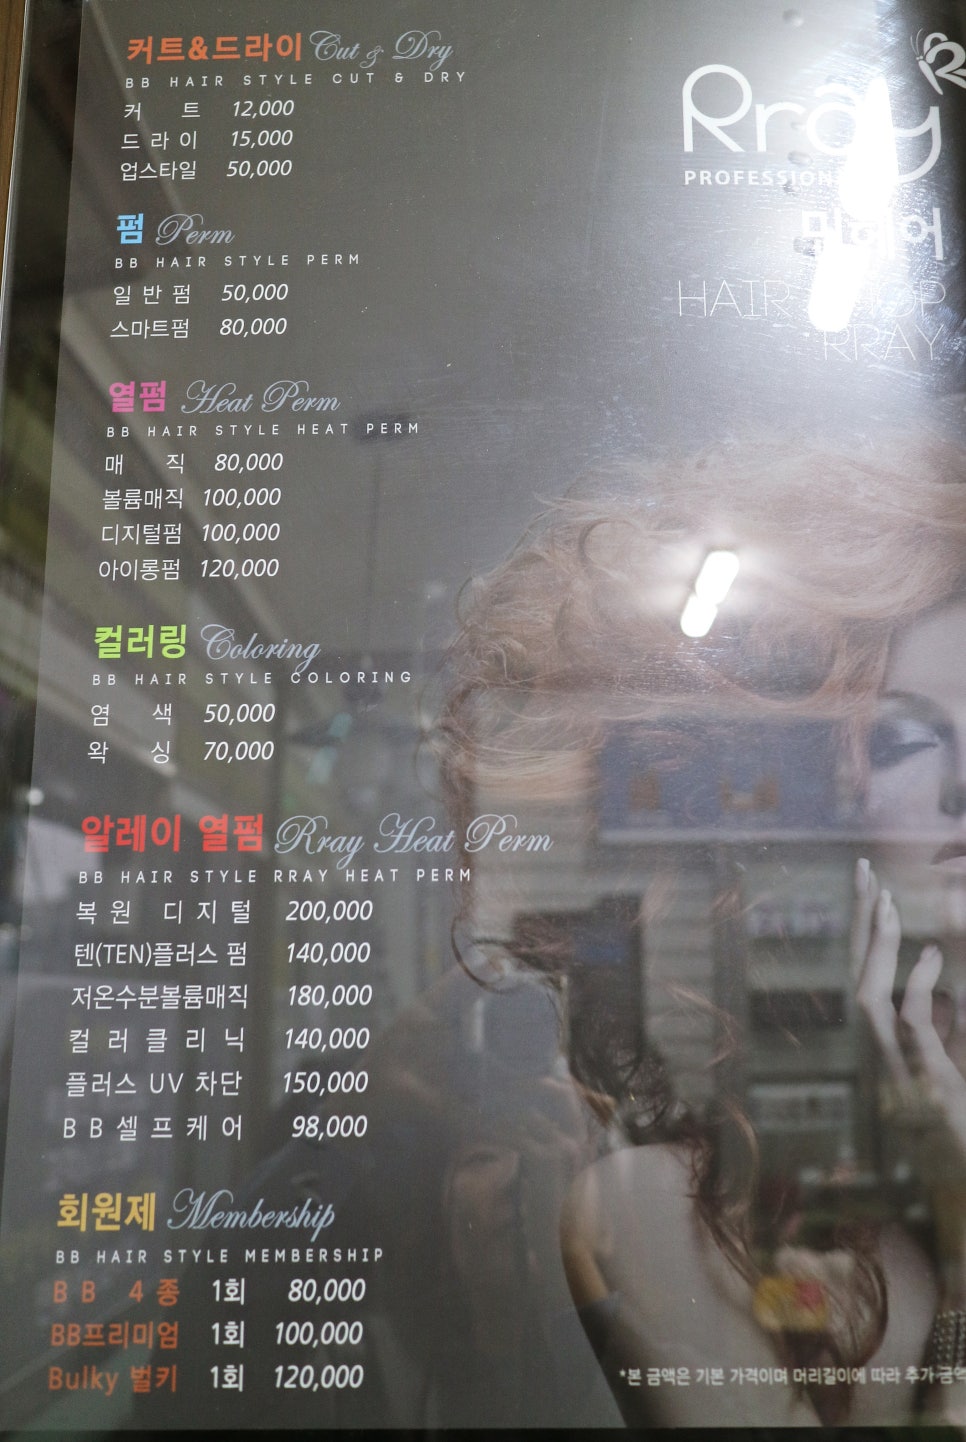 커트&드라이 Cut & Dry
BB HAIR STYLE CUT & DRY
커 트 12,000
드 라 이 15,000
업스타일 50,000
펌 Perm
BB HAIR STYLE PERM
일 반 펌 50,000
스마트펌 80,000
열펌 Heat Perm
BB HAIR STYLE HEAT PERM
매 직 80,000
볼륨매직 100,000
디지털펌 100,000
아이롱펌 120,000
컬러링 Coloring
BB HAIR STYLE COLORING
염 색 50,000
왁 싱 70,000
알레이 열펌 Rray Heat Perm
BB HAIR STYLE RRAY HEAT PERM
복 원 디 지 털 200,000
텐(TEN)플러스 펌 140,000
저온수분볼륨매직 180,000
컬 러 클 리 닉 140,000
플러스 UV 차단 150,000
B B 셀 프 케 어 98,000
회원제 Membership
BB HAIR STYLE MEMBERSHIP
B B 4 종 1회 80,000
BB프리미엄 1회 100,000
Bulky 벌키 1회 120,000
Rray
HAIR
RRAY
*본 금액은 기본 가격이며 머리길이에 따라 추가 금액